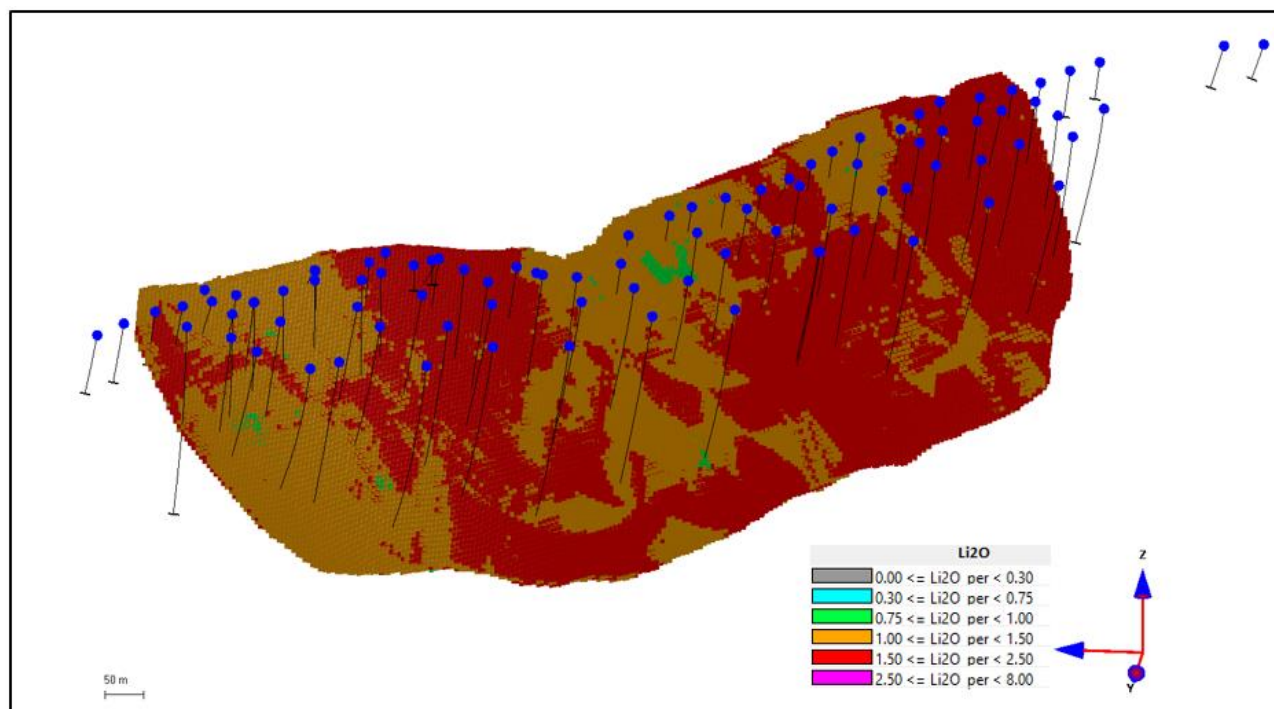 Li2O
0.00 <= Li2O per < 0.30
0.30 <= Li2O per < 0.75
0.75 <= Li2O per < 1.00
1.00 <= Li2O per < 1.50
1.50 <= Li2O per < 2.50
2.50 <= Li2O per < 8.00
Z
Y
50 m